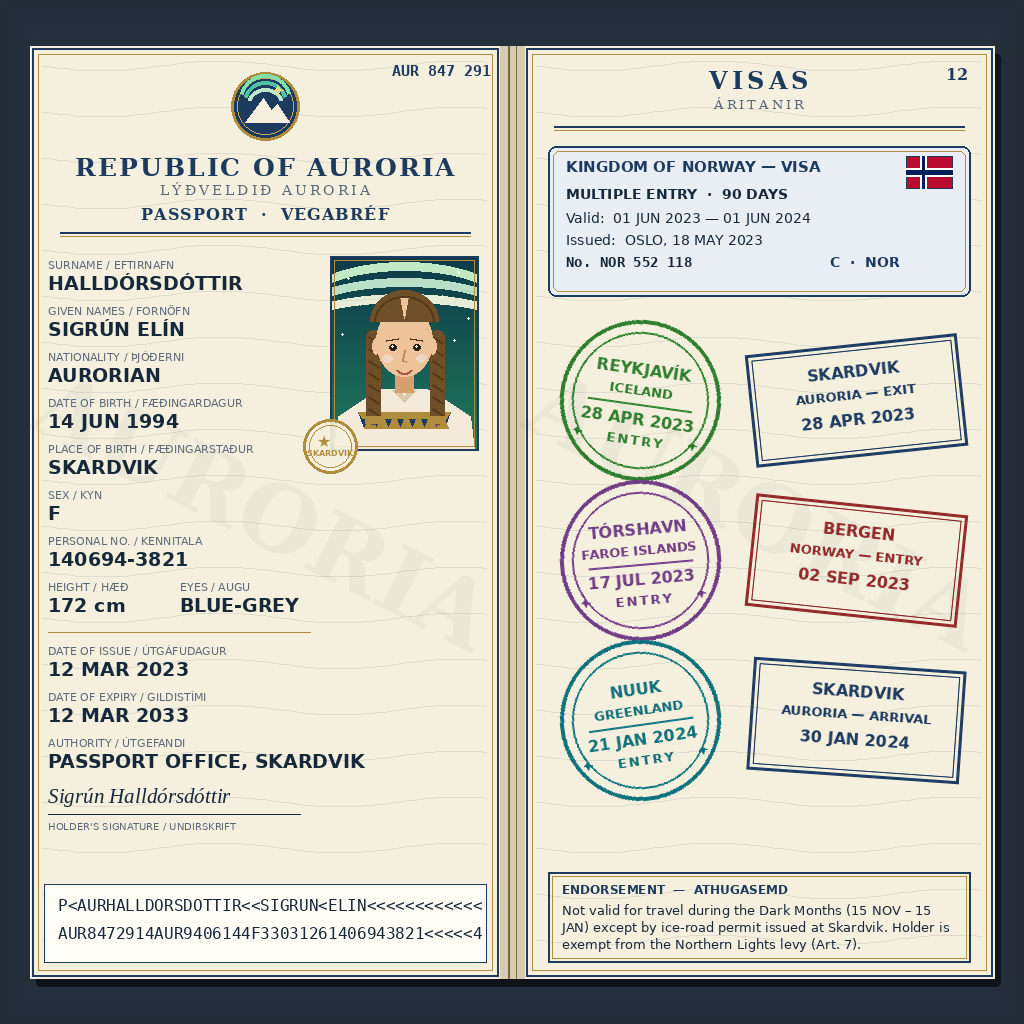 AUR 847 291
REPUBLIC OF AURORIA
LÝÐVELDIÐ AURORIA
PASSPORT · VEGABRÉF
SURNAME / EFTIRNAFN
HALLDÓRSDÓTTIR
GIVEN NAMES / FORNÖFN
SIGRÚN ELÍN
NATIONALITY / ÞJÓÐERNI
AURORIAN
DATE OF BIRTH / FÆÐINGARDAGUR
14 JUN 1994
PLACE OF BIRTH / FÆÐINGARSTAÐUR
SKARDVIK
SEX / KYN
F
PERSONAL NO. / KENNITALA
140694-3821
HEIGHT / HÆÐ EYES / AUGU
172 cm BLUE-GREY
SKARDVIK
AURORIA
DATE OF ISSUE / ÚTGÁFUDAGUR
12 MAR 2023
DATE OF EXPIRY / GILDISTÍMI
12 MAR 2033
AUTHORITY / ÚTGEFANDI
PASSPORT OFFICE, SKARDVIK
Sigrún Halldórsdóttir
HOLDER'S SIGNATURE / UNDIRSKRIFT
P<AURHALLDORSDOTTIR<<SIGRUN<ELIN<<<<<<<<<<<<
AUR8472914AUR9406144F33031261406943821<<<<<4
VISAS
12
ÁRITANIR
KINGDOM OF NORWAY — VISA
MULTIPLE ENTRY · 90 DAYS
Valid: 01 JUN 2023 — 01 JUN 2024
Issued: OSLO, 18 MAY 2023
No. NOR 552 118
C · NOR
REYKJAVÍK
ICELAND
28 APR 2023
ENTRY
SKARDVIK
AURORIA — EXIT
28 APR 2023
TÓRSHAVN
FAROE ISLANDS
17 JUL 2023
ENTRY
BERGEN
NORWAY — ENTRY
02 SEP 2023
NUUK
GREENLAND
21 JAN 2024
ENTRY
SKARDVIK
AURORIA — ARRIVAL
30 JAN 2024
AURORIA
ENDORSEMENT — ATHUGASEMD
Not valid for travel during the Dark Months (15 NOV – 15
JAN) except by ice-road permit issued at Skardvik. Holder is
exempt from the Northern Lights levy (Art. 7).